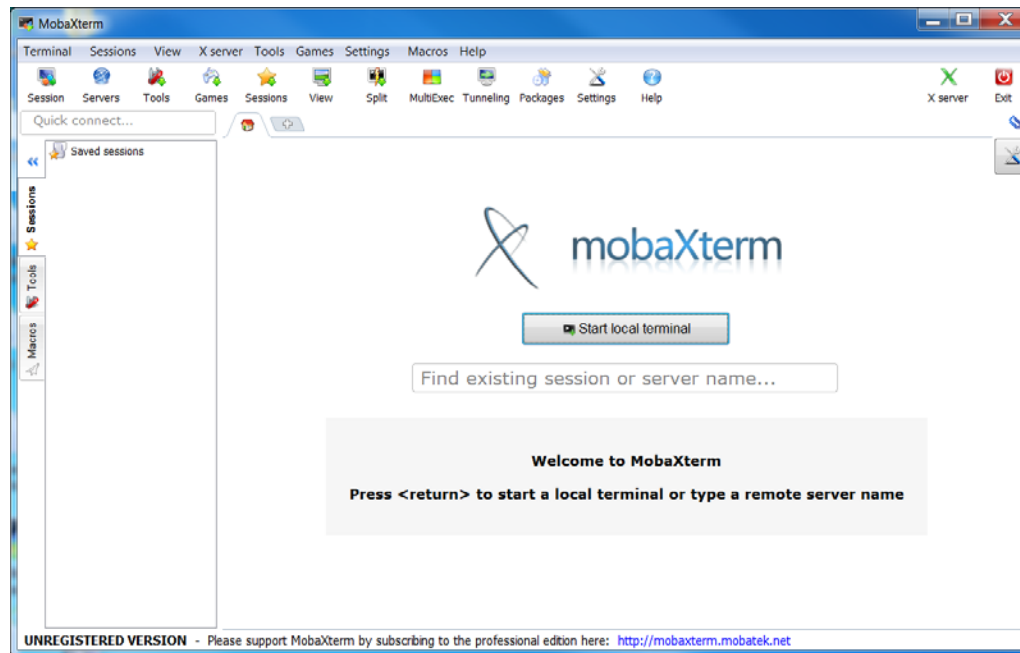 MobaXterm
Terminal Sessions View X server Tools Games Settings Macros Help
Session Servers Tools Games Sessions View Split MultiExec Tunneling Packages Settings Help X server Exit
Quick connect...
Saved sessions
Sessions
Tools
Macros
mobaXterm
Start local terminal
Find existing session or server name...
Welcome to MobaXterm
Press <return> to start a local terminal or type a remote server name
UNREGISTERED VERSION - Please support MobaXterm by subscribing to the professional edition here: http://mobaxterm.mobatek.net